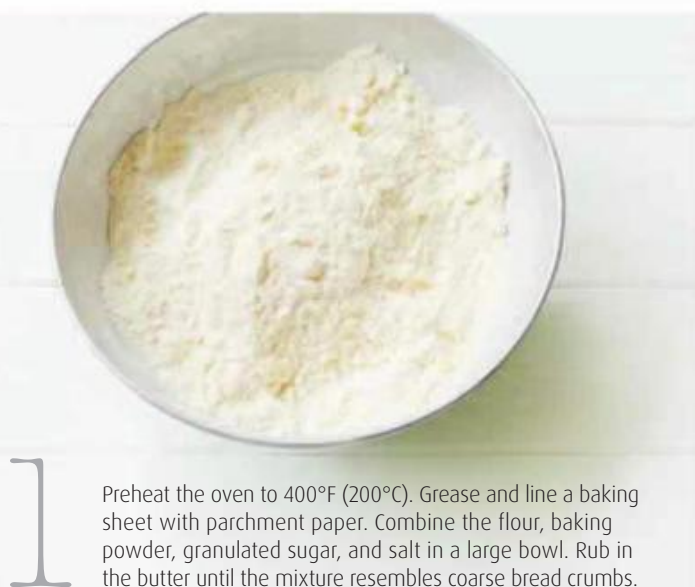 1
Preheat the oven to 400°F (200°C). Grease and line a baking
sheet with parchment paper. Combine the flour, baking
powder, granulated sugar, and salt in a large bowl. Rub in
the butter until the mixture resembles coarse bread crumbs.